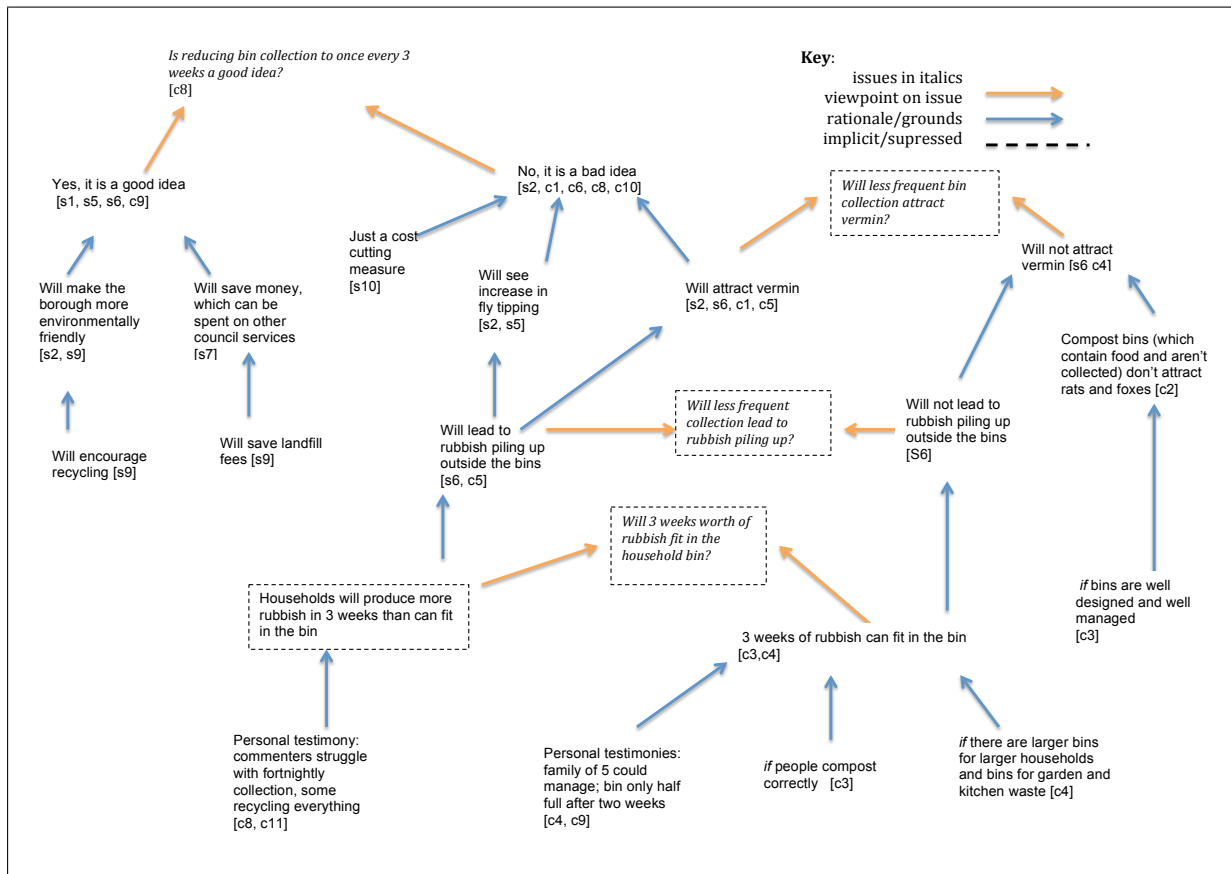 Is reducing bin collection to once every 3
weeks a good idea?
[c8]
Key:
issues in italics
viewpoint on issue
rationale/grounds
implicit/supressed
Yes, it is a good idea
[s1, s5, s6, c9]
No, it is a bad idea
[s2, c1, c6, c8, c10]
Will less frequent bin
collection attract
vermin?
Just a cost
cutting
measure
[s10]
Will not attract
vermin [s6 c4]
Will make the
borough more
environmentally
friendly
[s2, s9]
Will save money,
which can be
spent on other
council services
[s7]
Will see
increase in
fly tipping
[s2, s5]
Will attract vermin
[s2, s6, c1, c5]
Compost bins (which
contain food and aren't
collected) don't attract
rats and foxes [c2]
Will encourage
recycling [s9]
Will save landfill
fees [s9]
Will lead to
rubbish piling up
outside the bins
[s6, c5]
Will less frequent
collection lead to
rubbish piling up?
Will not lead to
rubbish piling up
outside the bins
[S6]
Will 3 weeks worth of
rubbish fit in the
household bin?
Households will produce more
rubbish in 3 weeks than can fit
in the bin
3 weeks of rubbish can fit in the bin
[c3,c4]
if bins are well
designed and well
managed
[c3]
Personal testimony:
commenters struggle
with fortnightly
collection, some
recycling everything
[c8, c11]
Personal testimonies:
family of 5 could
manage; bin only half
full after two weeks
[c4, c9]
if people compost
correctly [c3]
if there are larger bins
for larger households
and bins for garden and
kitchen waste [c4]